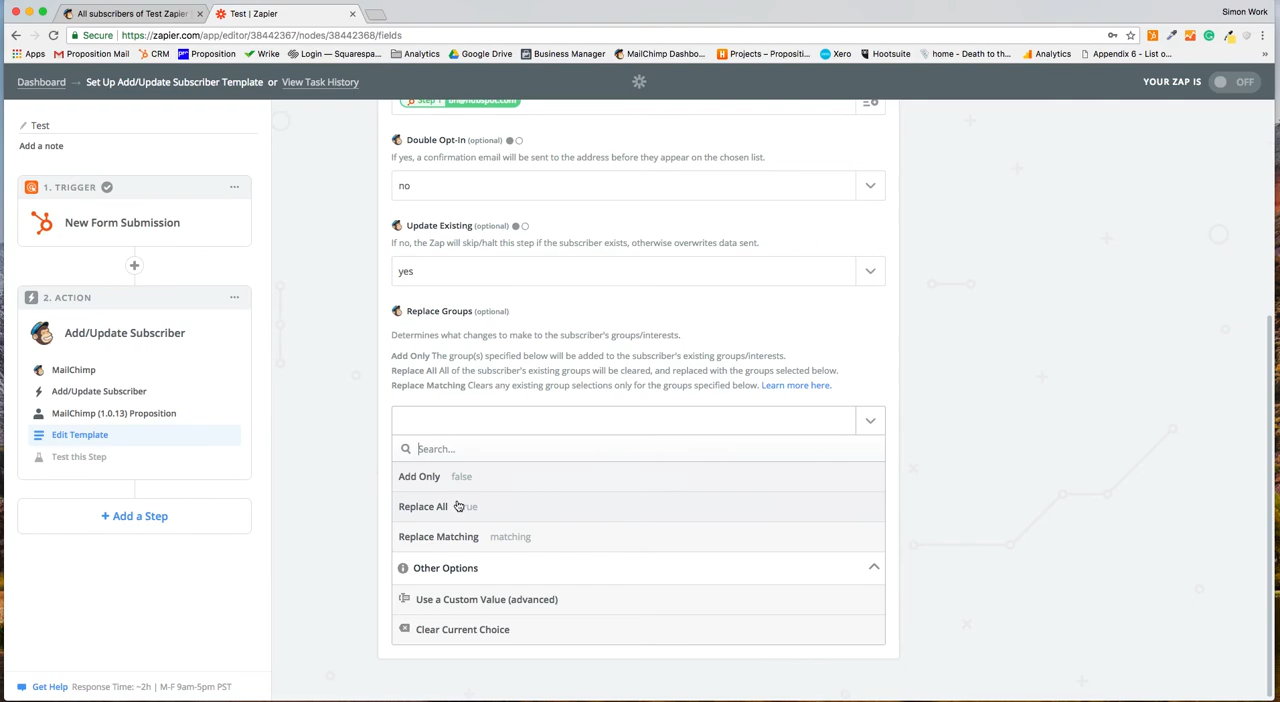 All subscribers of Test Zapier
Test | Zapier
Simon Work
Secure https://zapier.com/app/editor/38442367/nodes/38442368/fields
Apps Proposition Mail CRM Proposition Wrike Login — Squarespa... Analytics Google Drive Business Manager MailChimp Dashbo... Projects – Propositi... Xero Hootsuite home - Death to th... Analytics Appendix 6 - List o... »
Dashboard → Set Up Add/Update Subscriber Template or View Task History
YOUR ZAP IS OFF
Test
Add a note
1. TRIGGER
New Form Submission
2. ACTION
Add/Update Subscriber
MailChimp
Add/Update Subscriber
MailChimp (1.0.13) Proposition
Edit Template
Test this Step
+ Add a Step
Get Help Response Time: ~2h | M-F 9am-5pm PST
Step 1 bh@hubspot.com
Double Opt-In (optional)
If yes, a confirmation email will be sent to the address before they appear on the chosen list.
no
Update Existing (optional)
If no, the Zap will skip/halt this step if the subscriber exists, otherwise overwrites data sent.
yes
Replace Groups (optional)
Determines what changes to make to the subscriber's groups/interests.
Add Only The group(s) specified below will be added to the subscriber's existing groups/interests.
Replace All All of the subscriber's existing groups will be cleared, and replaced with the groups selected below.
Replace Matching Clears any existing group selections only for the groups specified below. Learn more here.
Search...
Add Only false
Replace All true
Replace Matching matching
Other Options
Use a Custom Value (advanced)
Clear Current Choice